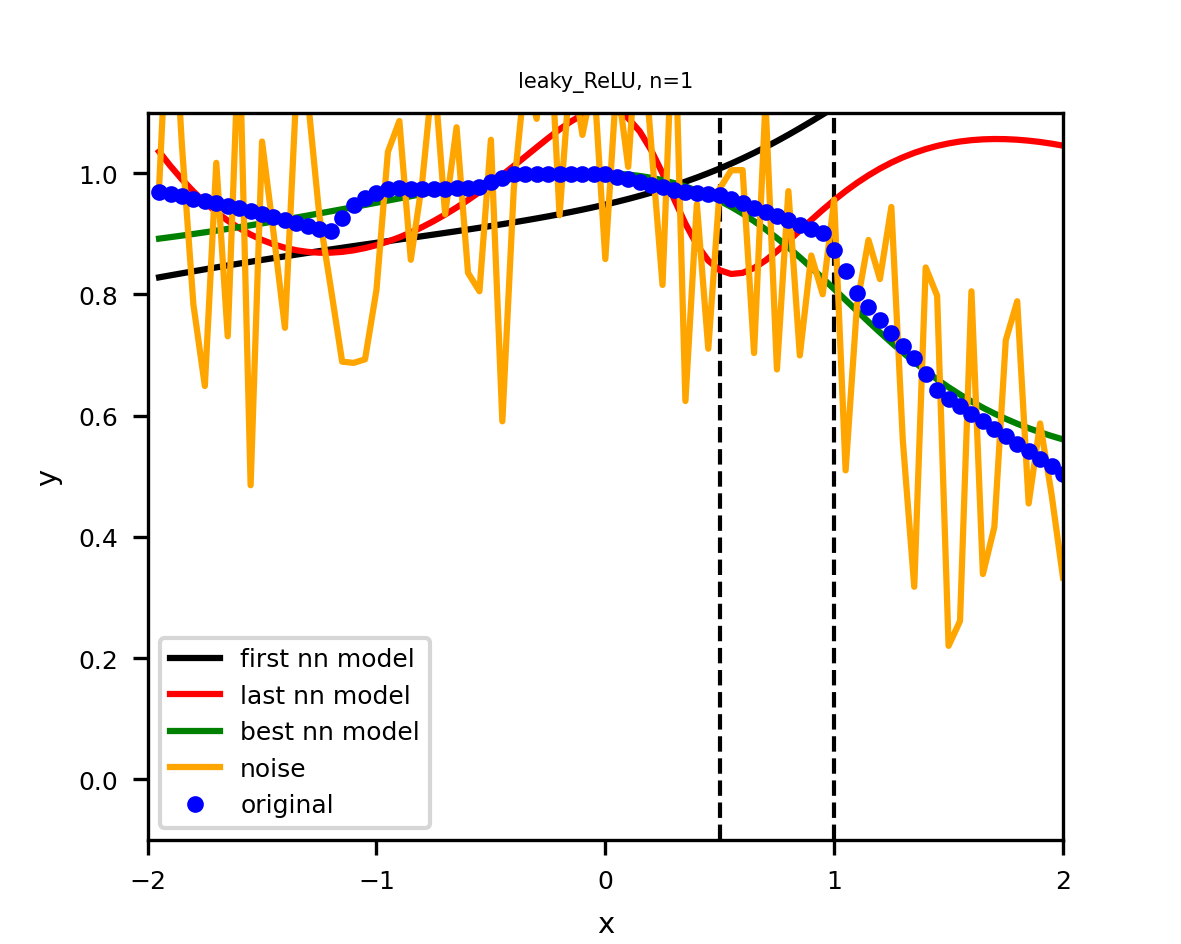 leaky_ReLU, n=1
y
1.0
0.8
0.6
0.4
0.2
0.0
first nn model
last nn model
best nn model
noise
original
−2 −1 0 1 2
x